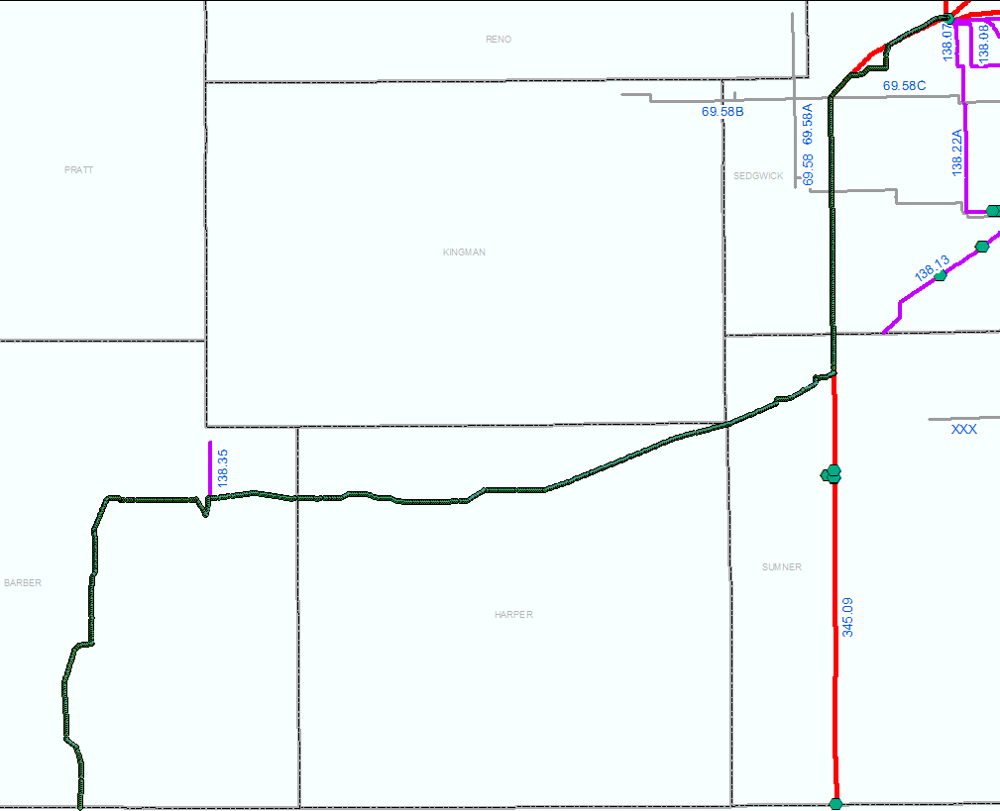 RENO
138.07
138.08
69.58C
69.58B
69.58A
138.22A
PRATT
SEDGWICK
69.58
KINGMAN
138.13
XXX
138.35
BARBER
SUMNER
HARPER
345.09